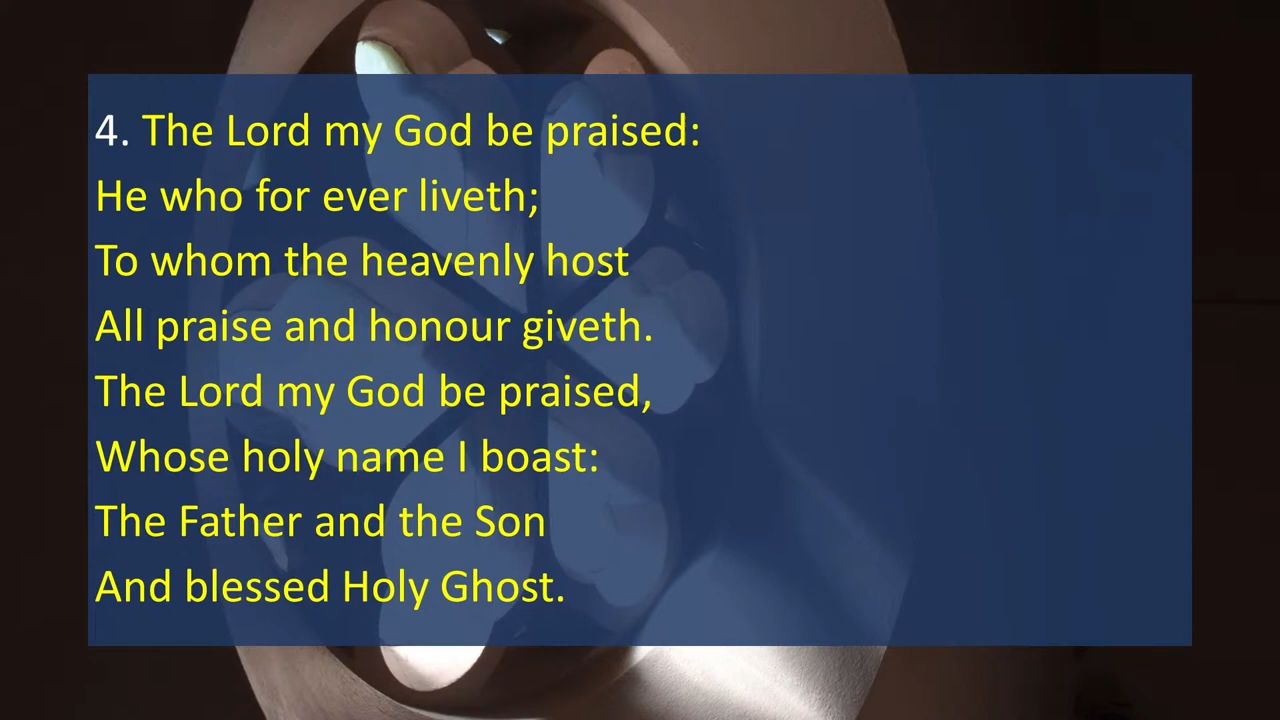 4. The Lord my God be praised:
He who for ever liveth;
To whom the heavenly host
All praise and honour giveth.
The Lord my God be praised,
Whose holy name I boast:
The Father and the Son
And blessed Holy Ghost.